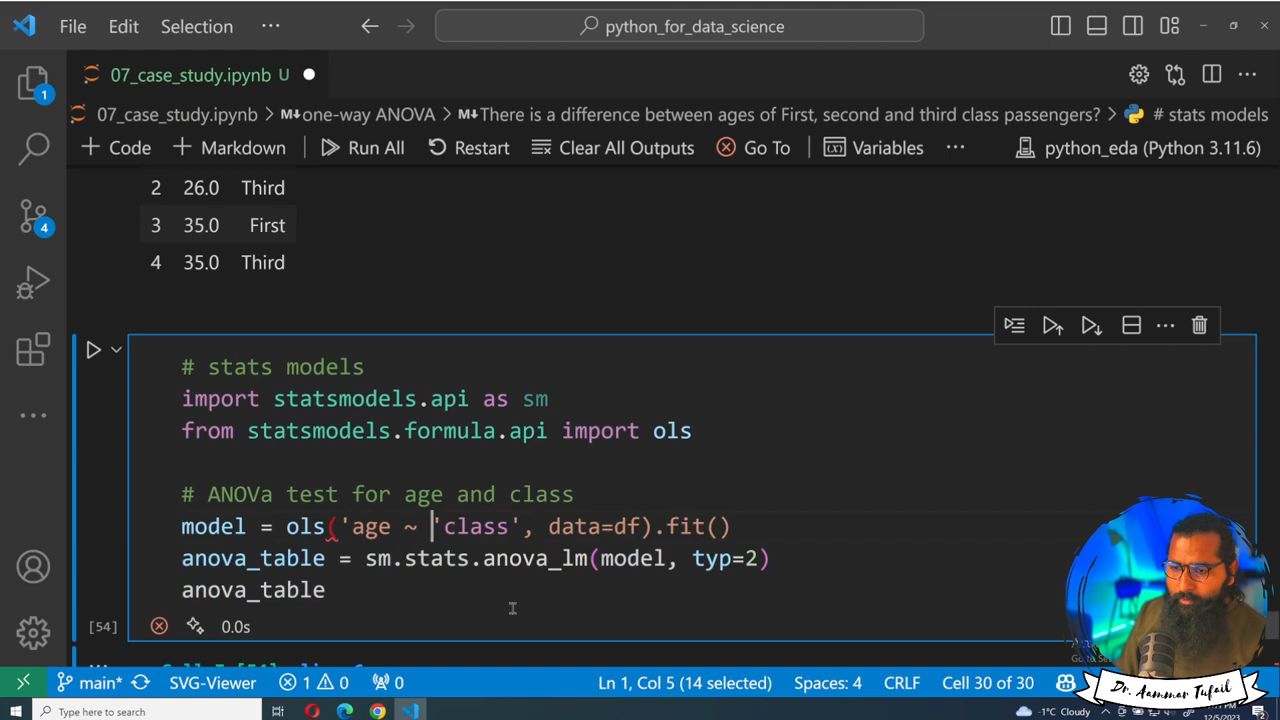 File Edit Selection ··· python_for_data_science
07_case_study.ipynb U
07_case_study.ipynb > one-way ANOVA > There is a difference between ages of First, second and third class passengers? > # stats models
+ Code + Markdown Run All Restart Clear All Outputs Go To Variables ··· python_eda (Python 3.11.6)
2 26.0 Third
3 35.0 First
4 35.0 Third
# stats models
import statsmodels.api as sm
from statsmodels.formula.api import ols
# ANOVa test for age and class
model = ols('age ~ 'class', data=df).fit()
anova_table = sm.stats.anova_lm(model, typ=2)
anova_table
[54] 0.0s
1
4
main* SVG-Viewer 1 0 0 Ln 1, Col 5 (14 selected) Spaces: 4 CRLF Cell 30 of 30
Type here to search -1°C Cloudy 12/5/2023
Dr. Aammar Tufail